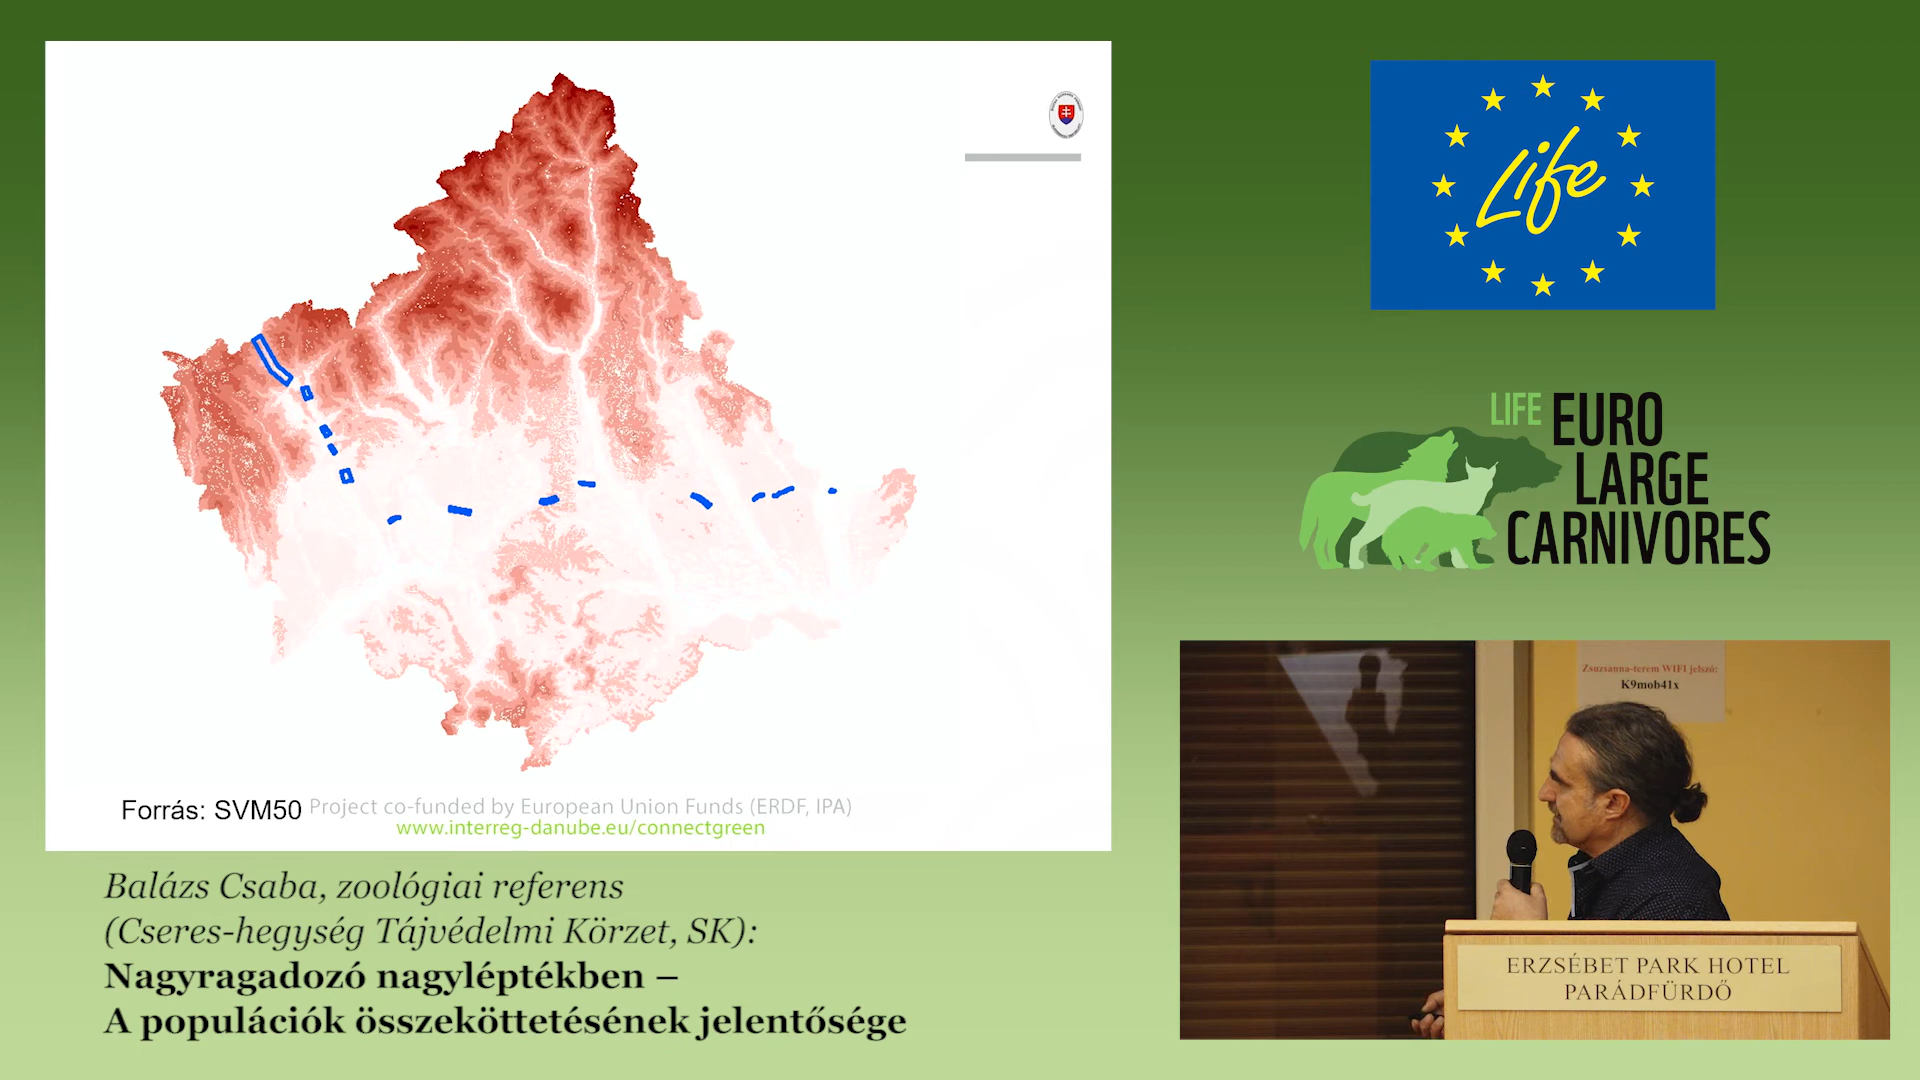 Forrás: SVM50
Project co-funded by European Union Funds (ERDF, IPA)
www.interreg-danube.eu/connectgreen
Balázs Csaba, zoológiai referens
(Cseres-hegység Tájvédelmi Körzet, SK):
Nagyragadozó nagyléptékben –
A populációk összeköttetésének jelentősége
Life
LIFE EURO
LARGE
CARNIVORES
Zsuzsanna-terem WIFI jelszó:
K9mob41x
ERZSÉBET PARK HOTEL
PARÁDFÜRDŐ